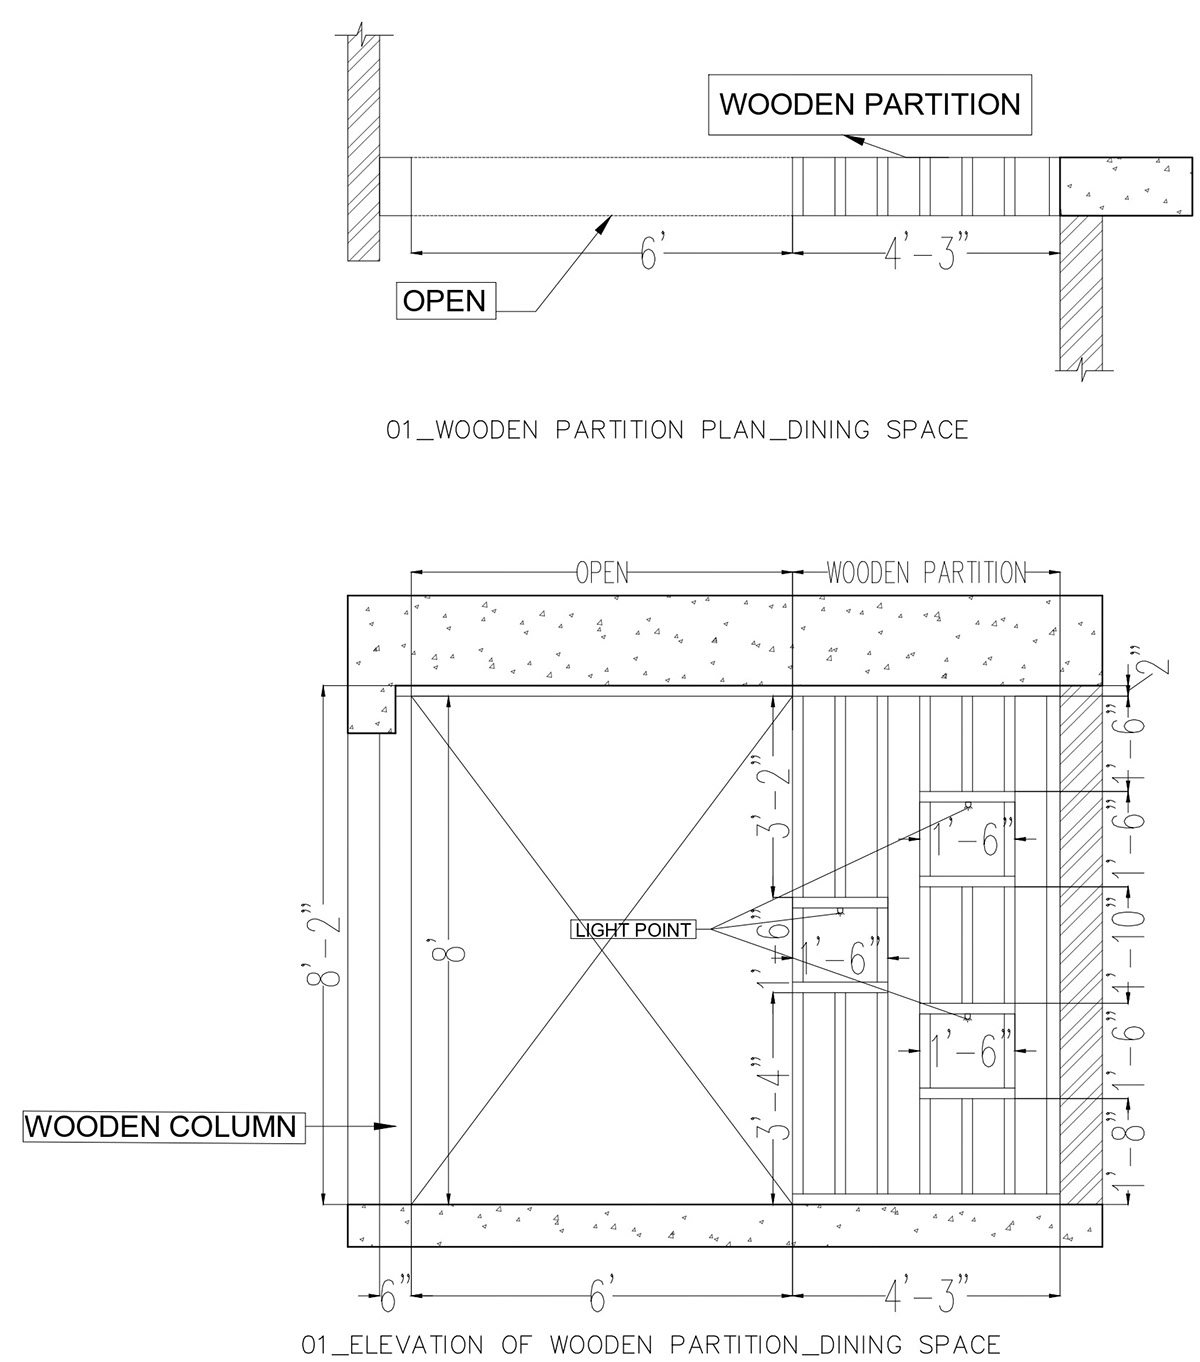 WOODEN PARTITION
6'
4'-3"
OPEN
01_WOODEN PARTITION PLAN_DINING SPACE
OPEN
WOODEN PARTITION
2"
1'-6"
3'-2"
1'-6"
1'-6"
8'-2"
8'
LIGHT POINT
1'-6"
1'-6"
1'-10"
1'-6"
1'-6"
3'-4"
1'-8"
WOODEN COLUMN
6"
6'
4'-3"
01_ELEVATION OF WOODEN PARTITION_DINING SPACE